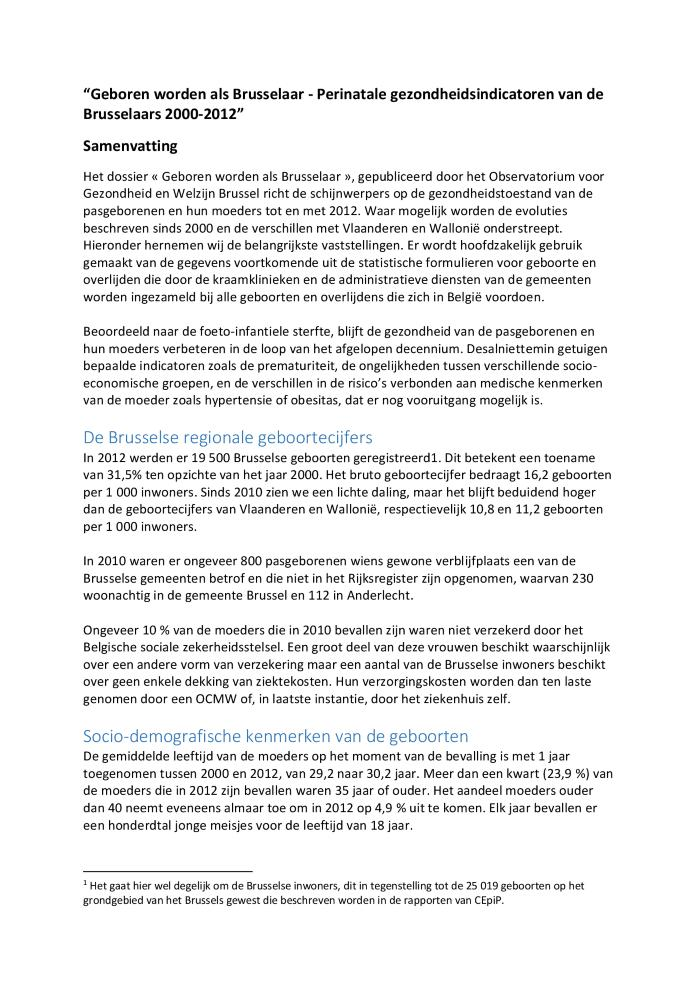 “Geboren worden als Brusselaar - Perinatale gezondheidsindicatoren van de
Brusselaars 2000-2012”
Samenvatting
Het dossier « Geboren worden als Brusselaar », gepubliceerd door het Observatorium voor
Gezondheid en Welzijn Brussel richt de schijnwerpers op de gezondheidstoestand van de
pasgeborenen en hun moeders tot en met 2012. Waar mogelijk worden de evoluties
beschreven sinds 2000 en de verschillen met Vlaanderen en Wallonië onderstreept.
Hieronder hernemen wij de belangrijkste vaststellingen. Er wordt hoofdzakelijk gebruik
gemaakt van de gegevens voortkomende uit de statistische formulieren voor geboorte en
overlijden die door de kraamklinieken en de administratieve diensten van de gemeenten
worden ingezameld bij alle geboorten en overlijdens die zich in België voordoen.
Beoordeeld naar de foeto-infantiele sterfte, blijft de gezondheid van de pasgeborenen en
hun moeders verbeteren in de loop van het afgelopen decennium. Desalniettemin getuigen
bepaalde indicatoren zoals de prematuriteit, de ongelijkheden tussen verschillende socio-
economische groepen, en de verschillen in de risico’s verbonden aan medische kenmerken
van de moeder zoals hypertensie of obesitas, dat er nog vooruitgang mogelijk is.
De Brusselse regionale geboortecijfers
In 2012 werden er 19 500 Brusselse geboorten geregistreerd1. Dit betekent een toename
van 31,5% ten opzichte van het jaar 2000. Het bruto geboortecijfer bedraagt 16,2 geboorten
per 1 000 inwoners. Sinds 2010 zien we een lichte daling, maar het blijft beduidend hoger
dan de geboortecijfers van Vlaanderen en Wallonië, respectievelijk 10,8 en 11,2 geboorten
per 1 000 inwoners.
In 2010 waren er ongeveer 800 pasgeborenen wiens gewone verblijfplaats een van de
Brusselse gemeenten betrof en die niet in het Rijksregister zijn opgenomen, waarvan 230
woonachtig in de gemeente Brussel en 112 in Anderlecht.
Ongeveer 10 % van de moeders die in 2010 bevallen zijn waren niet verzekerd door het
Belgische sociale zekerheidsstelsel. Een groot deel van deze vrouwen beschikt waarschijnlijk
over een andere vorm van verzekering maar een aantal van de Brusselse inwoners beschikt
over geen enkele dekking van ziektekosten. Hun verzorgingskosten worden dan ten laste
genomen door een OCMW of, in laatste instantie, door het ziekenhuis zelf.
Socio-demografische kenmerken van de geboorten
De gemiddelde leeftijd van de moeders op het moment van de bevalling is met 1 jaar
toegenomen tussen 2000 en 2012, van 29,2 naar 30,2 jaar. Meer dan een kwart (23,9 %) van
de moeders die in 2012 zijn bevallen waren 35 jaar of ouder. Het aandeel moeders ouder
dan 40 neemt eveneens almaar toe om in 2012 op 4,9 % uit te komen. Elk jaar bevallen er
een honderdtal jonge meisjes voor de leeftijd van 18 jaar.
1 Het gaat hier wel degelijk om de Brusselse inwoners, dit in tegenstelling tot de 25 019 geboorten op het
grondgebied van het Brussels gewest die beschreven worden in de rapporten van CEpiP.